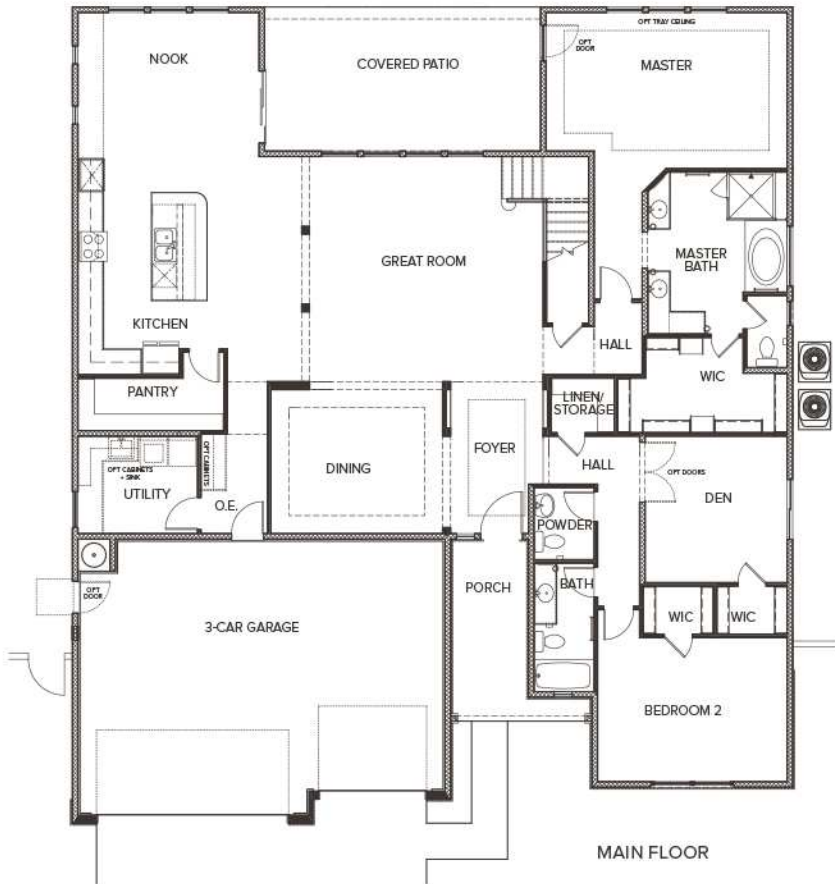 OPT TRAY CEILING
NOOK
COVERED PATIO
OPT
DOOR
MASTER
GREAT ROOM
MASTER
BATH
KITCHEN
HALL
PANTRY
WIC
LINEN/
STORAGE
DINING
FOYER
HALL
OPT CABINETS
+ SINK
OPT CABINETS
UTILITY
O.E.
OPT DOORS
DEN
POWDER
PORCH
BATH
OPT
DOOR
3-CAR GARAGE
WIC
WIC
BEDROOM 2
MAIN FLOOR